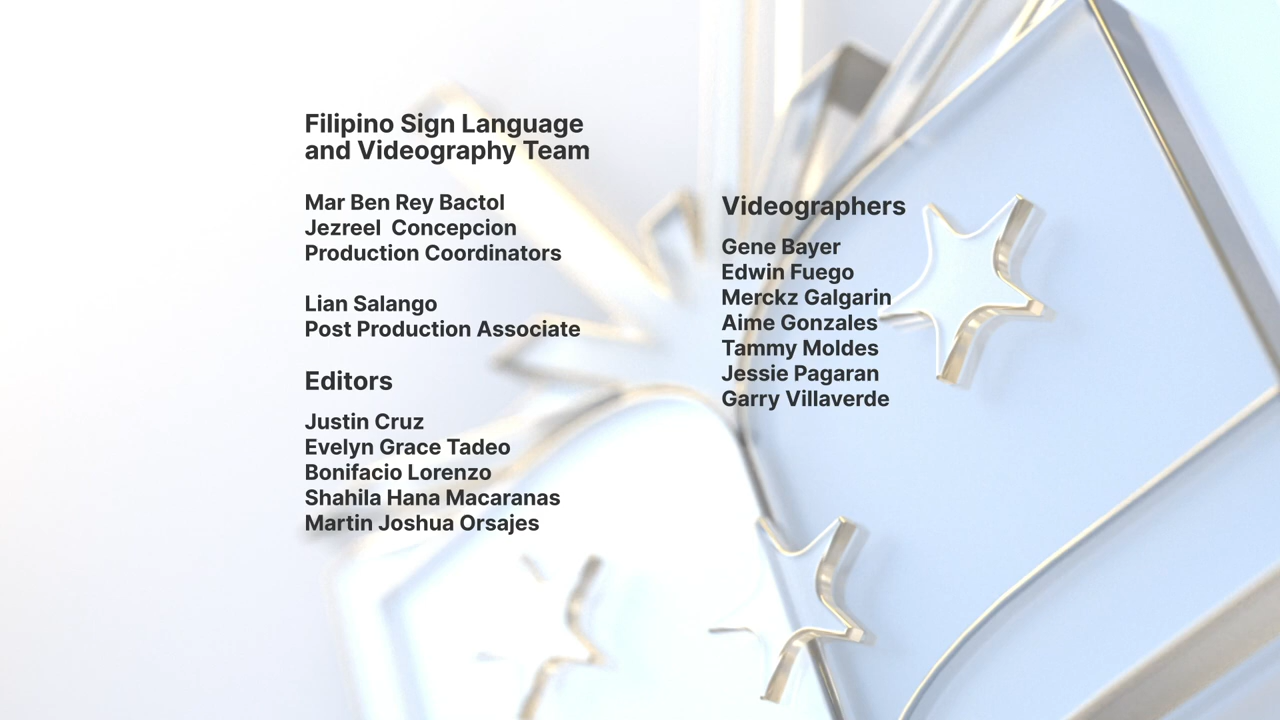 Filipino Sign Language
and Videography Team
Mar Ben Rey Bactol
Jezreel  Concepcion
Production Coordinators
Lian Salango
Post Production Associate
Editors
Justin Cruz
Evelyn Grace Tadeo
Bonifacio Lorenzo
Shahila Hana Macaranas
Martin Joshua Orsajes
Videographers
Gene Bayer
Edwin Fuego
Merckz Galgarin
Aime Gonzales
Tammy Moldes
Jessie Pagaran
Garry Villaverde